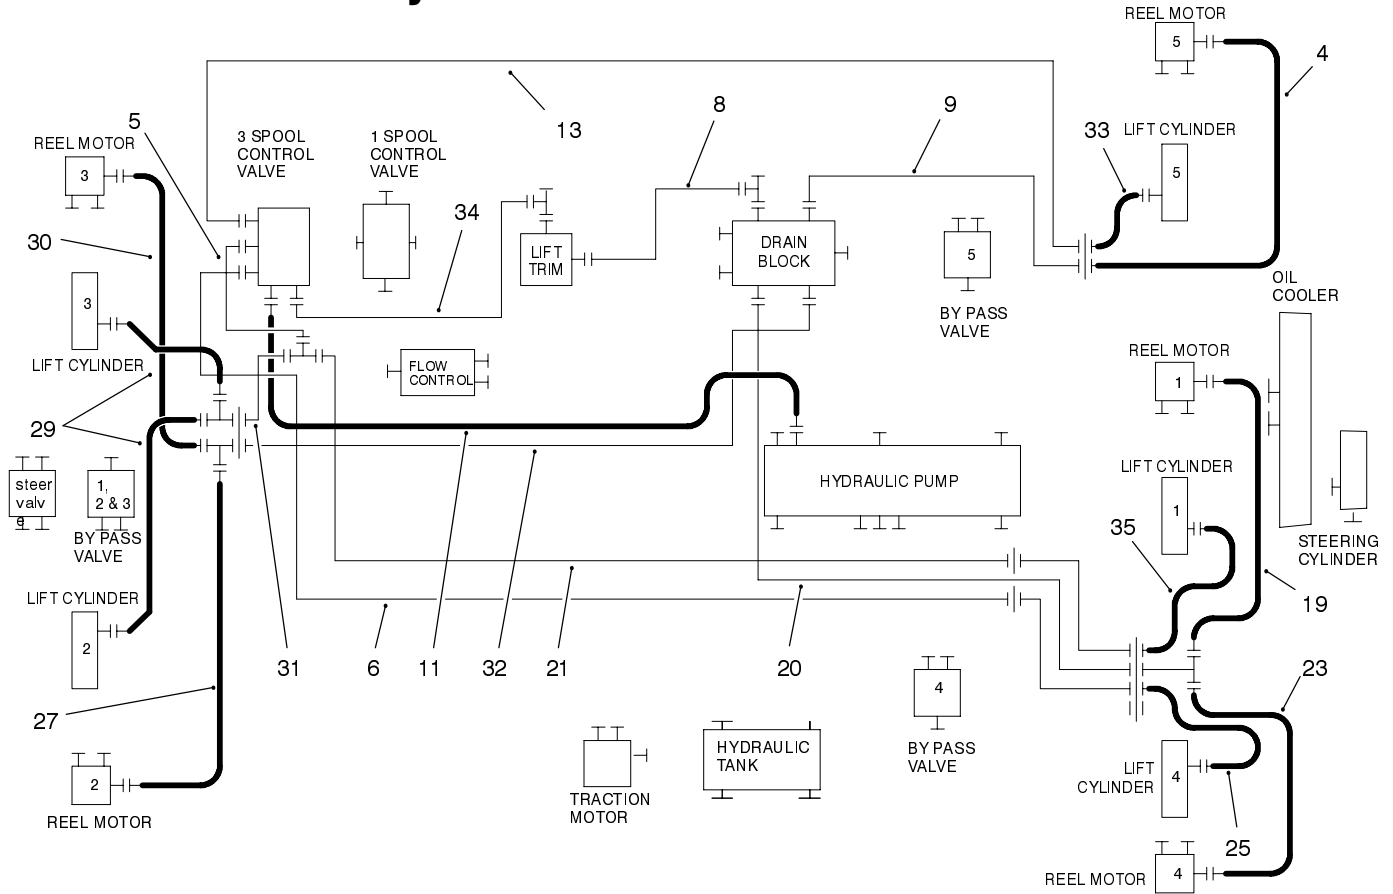 REEL MOTOR
5
4
13
8
9
5
33
LIFT CYLINDER
5
REEL MOTOR
3
3 SPOOL
CONTROL
VALVE
1 SPOOL
CONTROL
VALVE
30
34
LIFT
TRIM
DRAIN
BLOCK
5
BY PASS
VALVE
OIL
COOLER
3
LIFT CYLINDER
FLOW
CONTROL
REEL MOTOR
1
29
steer
valv
e
1,
2 & 3
BY PASS
VALVE
HYDRAULIC PUMP
LIFT CYLINDER
1
35
STEERING
CYLINDER
19
LIFT CYLINDER
2
31
6
11
32
21
20
4
BY PASS
VALVE
23
27
2
REEL MOTOR
TRACTION
MOTOR
HYDRAULIC
TANK
LIFT
CYLINDER
4
25
REEL MOTOR
4